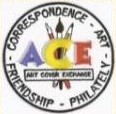 CORRESPONDENCE - ART
ACE
ART COVER EXCHANGE
- FRIENDSHIP - PHILATELY -